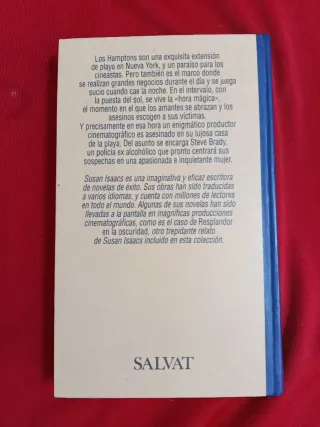 Los Hamptons son una exquisita extensión
de playa en Nueva York, y un paraíso para los
cineastas. Pero también es el marco donde
se realizan grandes negocios durante el día y se juega
sucio cuando cae la noche. En el intervalo, con
la puesta del sol, se vive la «hora mágica»,
el momento en el que los amantes se abrazan y los
asesinos escogen a sus víctimas.
Y precisamente en esa hora un enigmático productor
cinematográfico es asesinado en su lujosa casa
de la playa. Del asunto se encarga Steve Brady,
un policía ex alcohólico que pronto centrará sus
sospechas en una apasionada e inquietante mujer.
Susan Isaacs es una imaginativa y eficaz escritora
de novelas de éxito. Sus obras han sido traducidas
a varios idiomas, y cuenta con millones de lectores
en todo el mundo. Algunas de sus novelas han sido
llevadas a la pantalla en magníficas producciones
cinematográficas, como es el caso de Resplandor
en la oscuridad, otro trepidante relato
de Susan Isaacs incluido en esta colección.
SALVAT